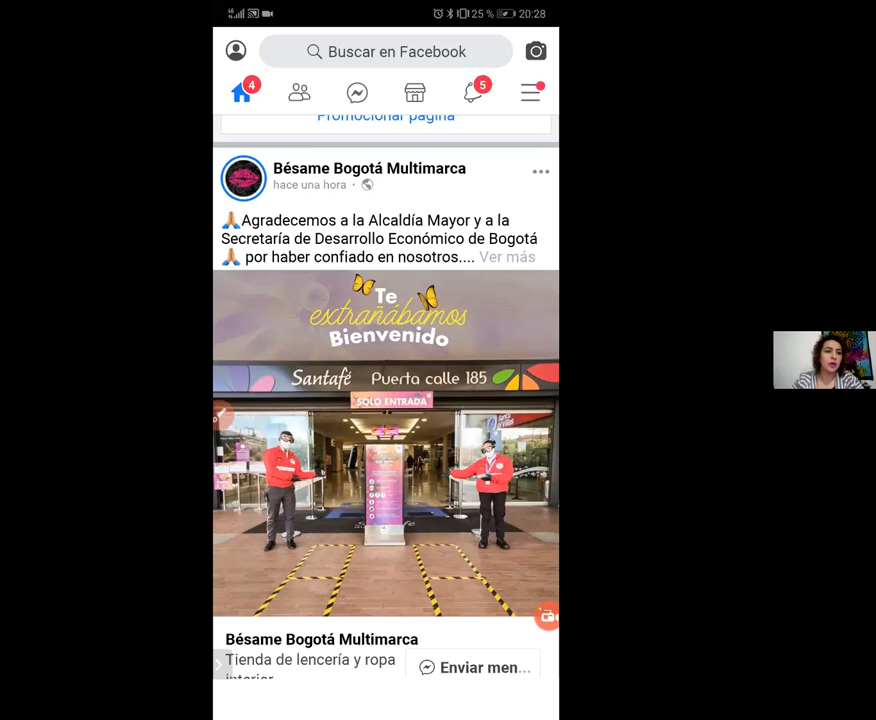 4G 25 % 20:28
Buscar en Facebook
4
5
Promocionar página
Bésame Bogotá Multimarca
hace una hora ·
🙏Agradecemos a la Alcaldía Mayor y a la
Secretaría de Desarrollo Económico de Bogotá
🙏 por haber confiado en nosotros.... Ver más
Te
extrañábamos
Bienvenido
Santafé Puerta calle 185
SOLO ENTRADA
Bésame Bogotá Multimarca
Tienda de lencería y ropa
interior
Enviar men...